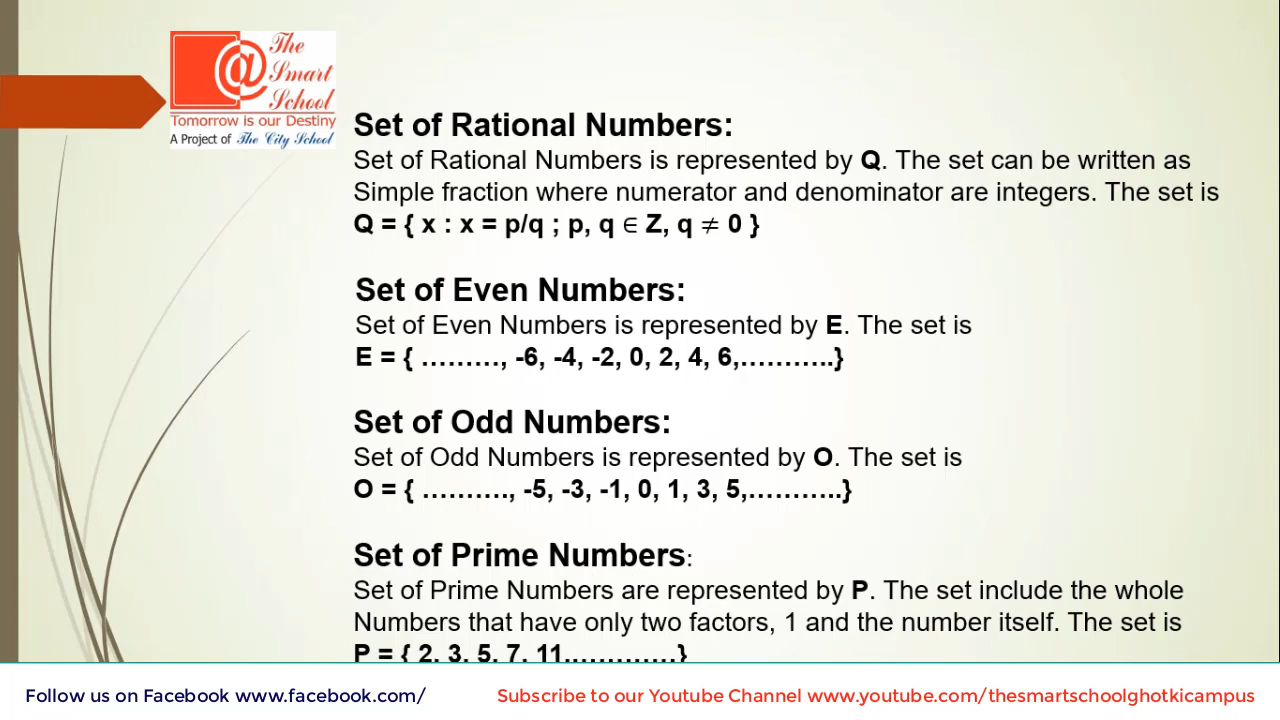 The
Smart
School
Tomorrow is our Destiny
A Project of The City School
Set of Rational Numbers:
Set of Rational Numbers is represented by Q. The set can be written as
Simple fraction where numerator and denominator are integers. The set is
Q = { x : x = p/q ; p, q ∈ Z, q ≠ 0 }
Set of Even Numbers:
Set of Even Numbers is represented by E. The set is
E = { ………, -6, -4, -2, 0, 2, 4, 6,………..}
Set of Odd Numbers:
Set of Odd Numbers is represented by O. The set is
O = { ………., -5, -3, -1, 0, 1, 3, 5,………..}
Set of Prime Numbers:
Set of Prime Numbers are represented by P. The set include the whole
Numbers that have only two factors, 1 and the number itself. The set is
P = { 2, 3, 5, 7, 11,…………}
Follow us on Facebook www.facebook.com/
Subscribe to our Youtube Channel www.youtube.com/thesmartschoolghotkicampus